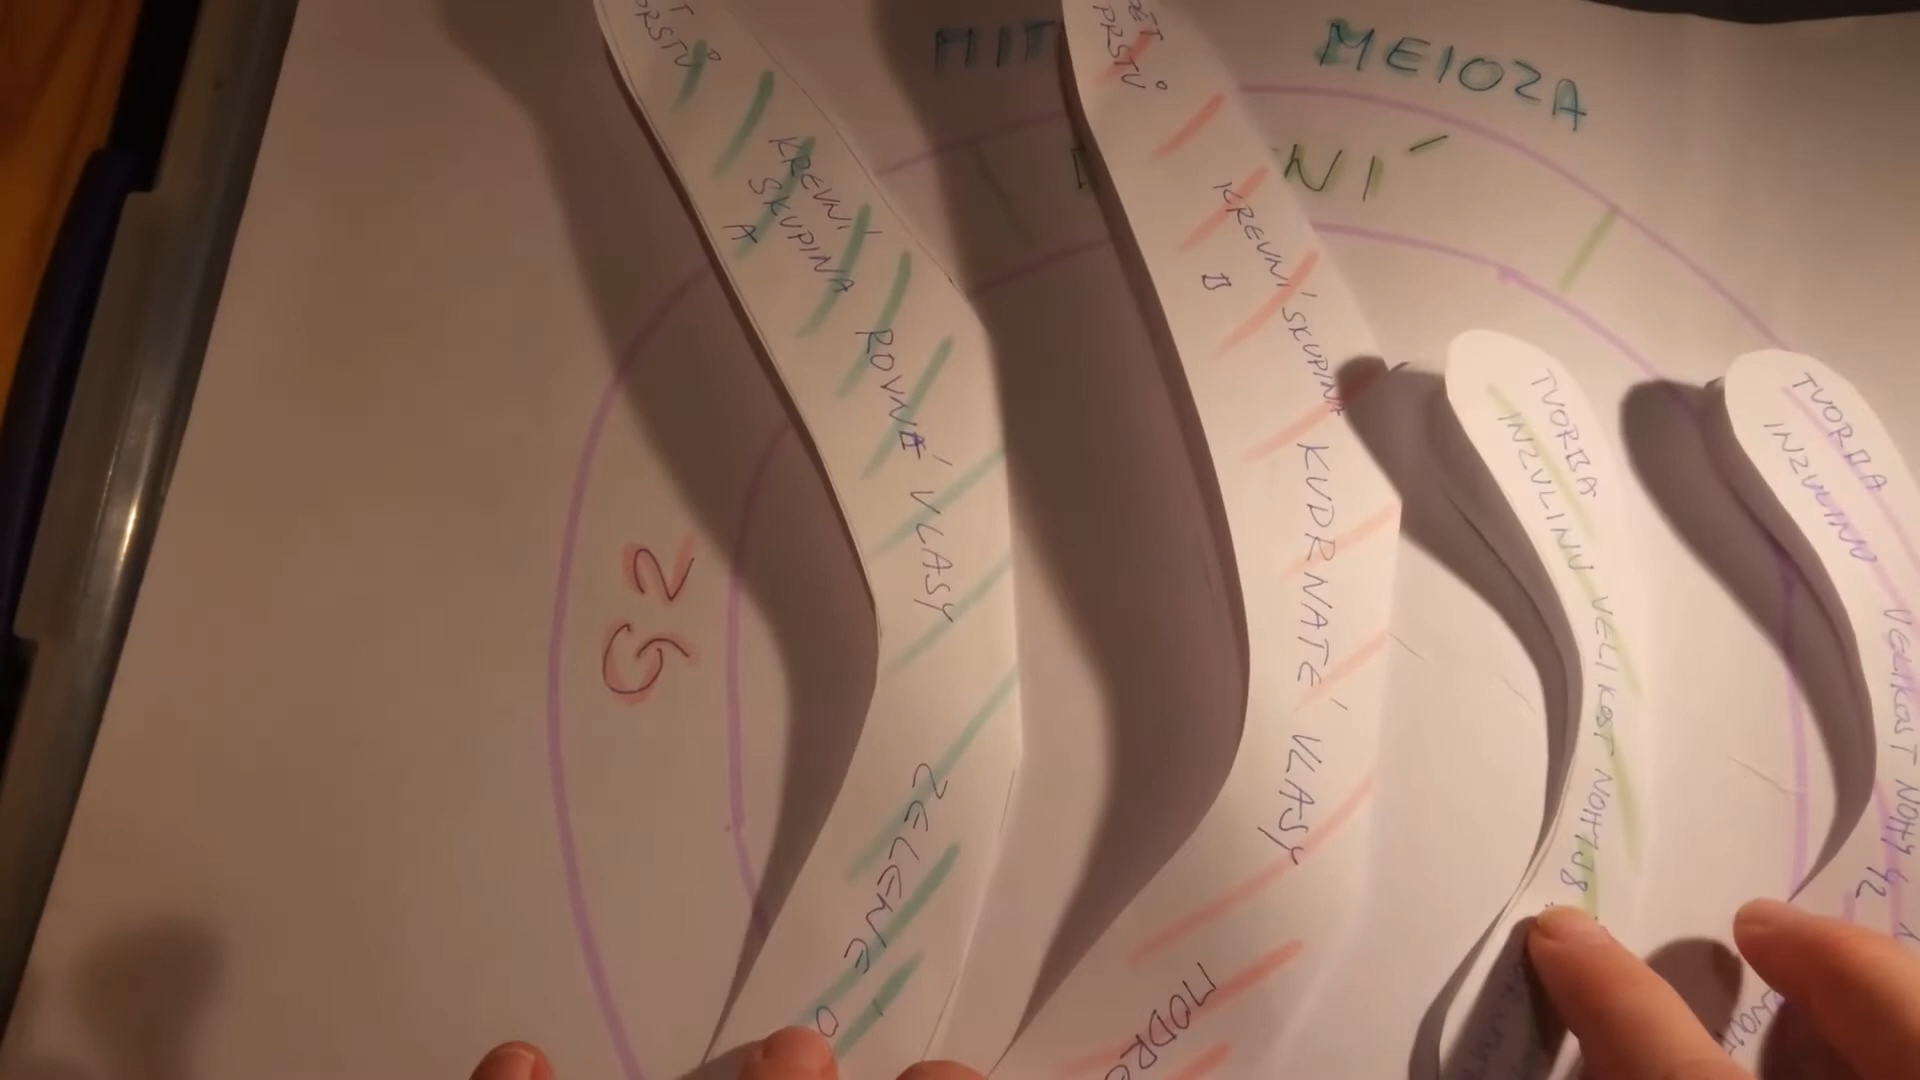 MEIOZA
G2
PRSTŮ
KREVNÍ
SKUPINA
A
ROVNÁ VLASY
ZELENÉ
PRSTŮ
KREVNÍ SKUPINA
B
KUDRNATÉ VLASY
TVORBA
INZULINU
VELIKOST NOHY 38
TVORBA
INZULINU
VELIKOST NOHY 42